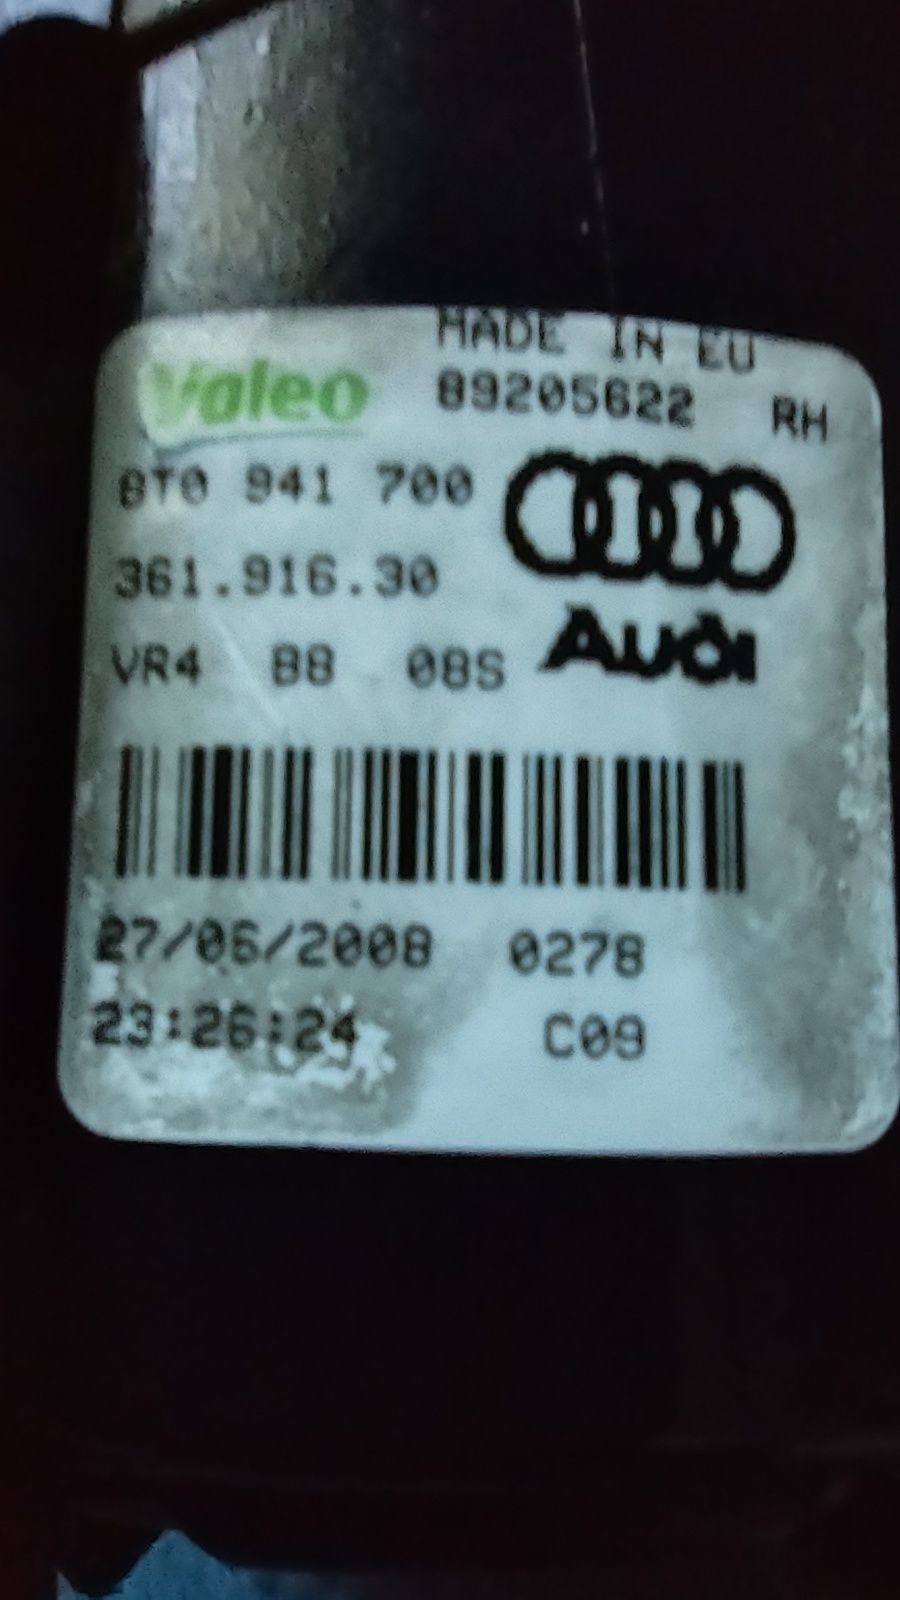 MADE IN EU
Valeo 89205622 RH
8T0 941 700
361.916.30
VR4 B8 08S
Audi
27/06/2008 0278
23:26:24 C09